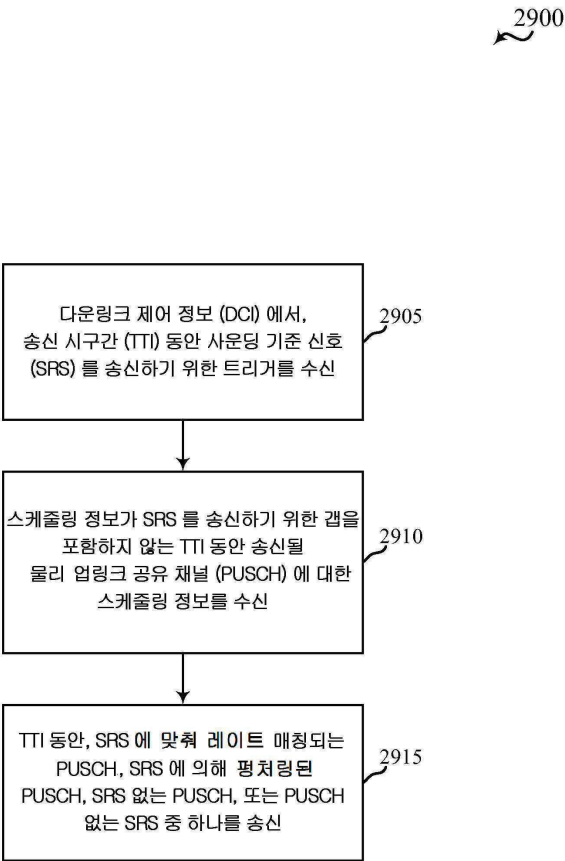 2900
다운링크 제어 정보 (DCI) 에서,
송신 시구간 (TTI) 동안 사운딩 기준 신호
(SRS) 를 송신하기 위한 트리거를 수신
2905
스케줄링 정보가 SRS 를 송신하기 위한 갭을
포함하지 않는 TTI 동안 송신될
물리 업링크 공유 채널 (PUSCH) 에 대한
스케줄링 정보를 수신
2910
TTI 동안, SRS 에 맞춰 레이트 매칭되는
PUSCH, SRS 에 의해 펑처링된
PUSCH, SRS 없는 PUSCH, 또는 PUSCH
없는 SRS 중 하나를 송신
2915